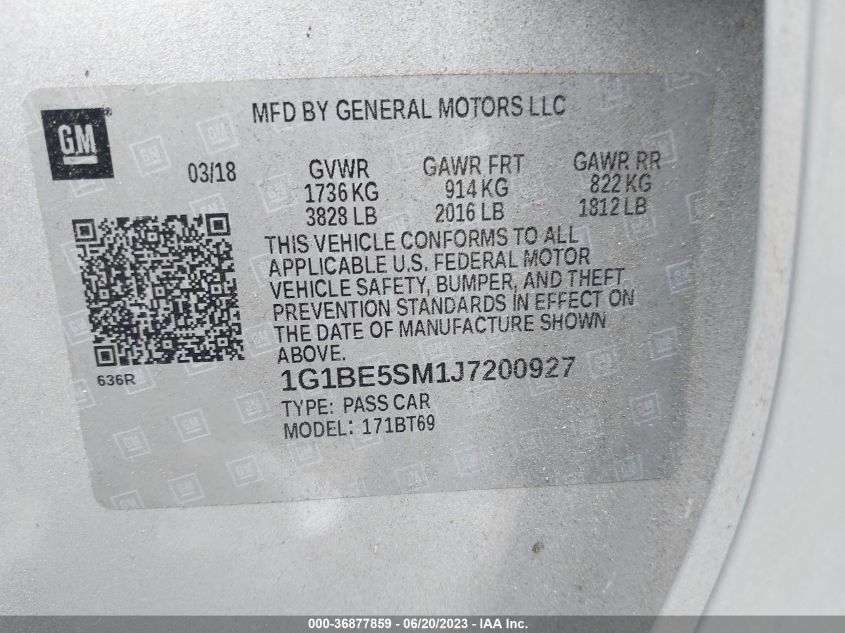 MFD BY GENERAL MOTORS LLC
GM
03/18 GVWR GAWR FRT GAWR RR
1736 KG 914 KG 822 KG
3828 LB 2016 LB 1812 LB
THIS VEHICLE CONFORMS TO ALL
APPLICABLE U.S. FEDERAL MOTOR
VEHICLE SAFETY, BUMPER, AND THEFT
PREVENTION STANDARDS IN EFFECT ON
THE DATE OF MANUFACTURE SHOWN
ABOVE.
636R
1G1BE5SM1J7200927
TYPE: PASS CAR
MODEL: 171BT69
000-36877859 - 06/20/2023 - IAA Inc.